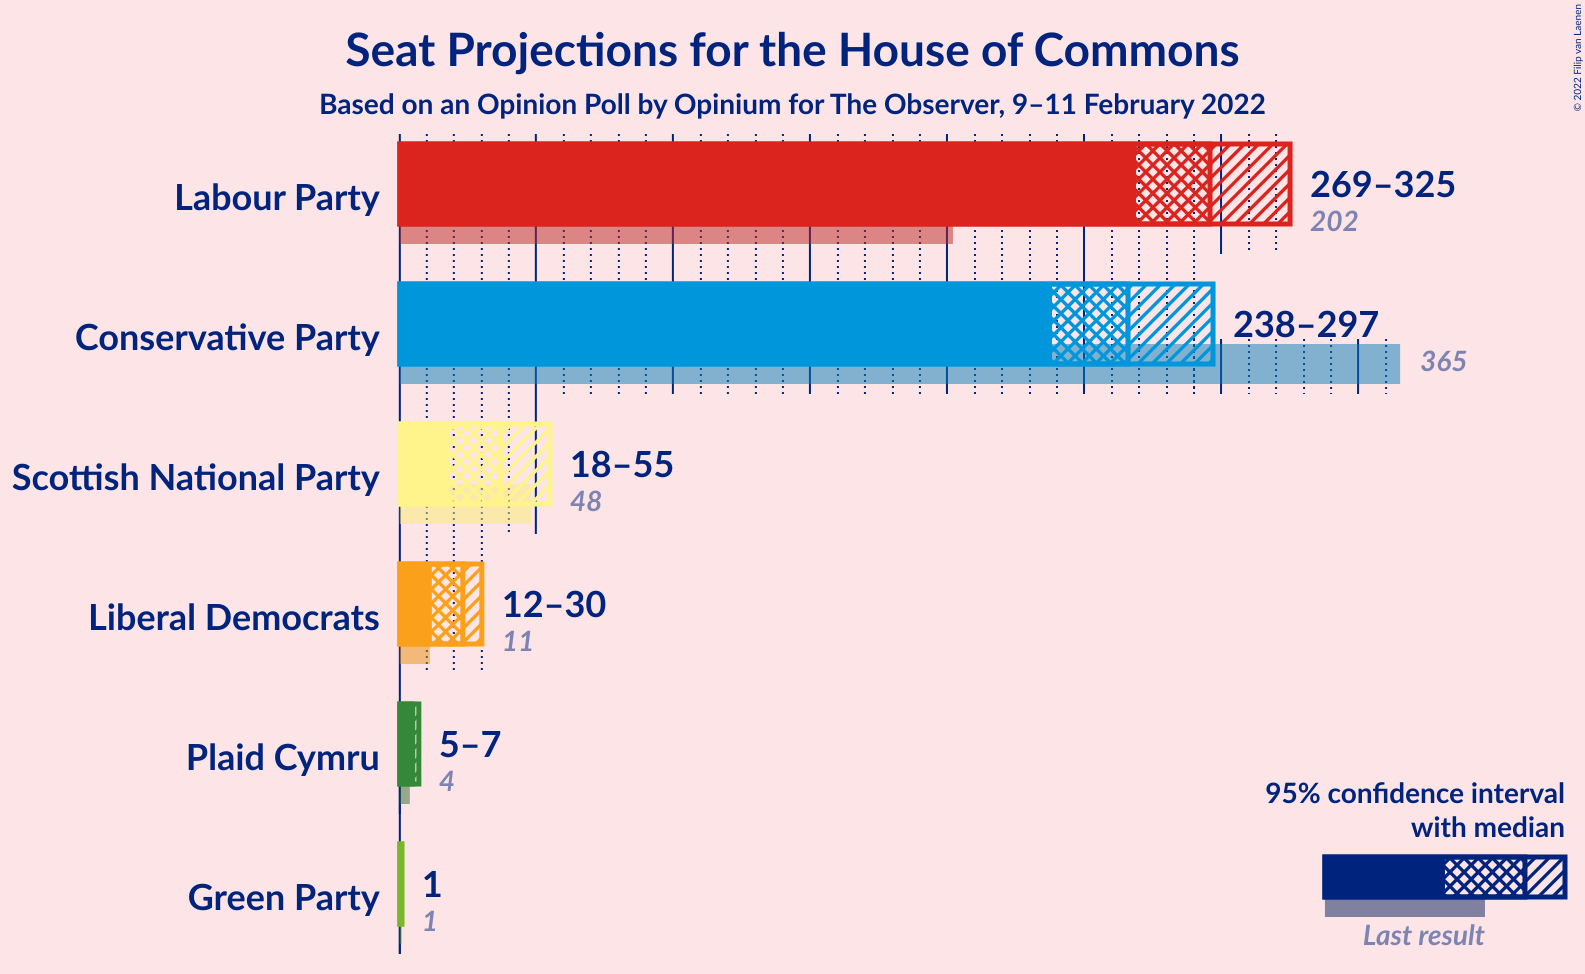 Seat Projections for the House of Commons
Based on an Opinion Poll by Opinium for The Observer, 9–11 February 2022
© 2022 Filip van Laenen
Labour Party
269–325
202
Conservative Party
238–297
365
Scottish National Party
18–55
48
Liberal Democrats
12–30
11
Plaid Cymru
5–7
4
Green Party
1
1
95% confidence interval
with median
Last result